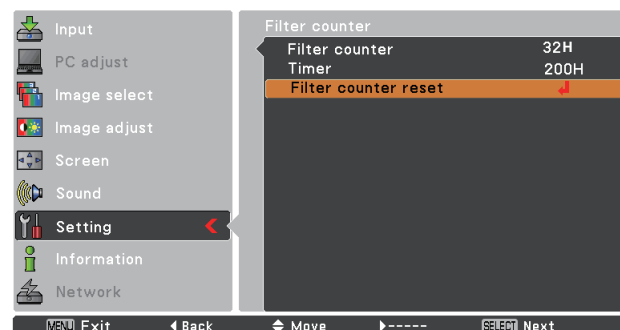 Input
PC adjust
Image select
Image adjust
Screen
Sound
Setting
Information
Network
Filter counter
Filter counter 32H
Timer 200H
Filter counter reset
MENU Exit Back Move ----- SELECT Next